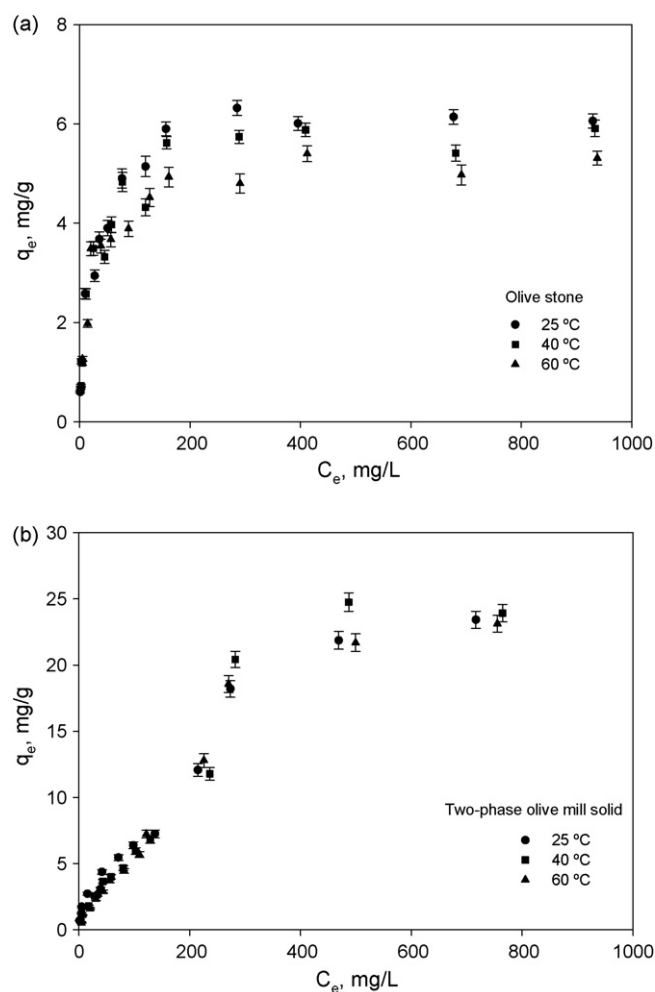 (a)
8
6
4
2
0
qe, mg/g
Olive stone
25 ºC
40 ºC
60 ºC
0 200 400 600 800 1000
Ce, mg/L
(b)
30
25
20
15
10
5
0
qe, mg/g
Two-phase olive mill solid
25 ºC
40 ºC
60 ºC
0 200 400 600 800 1000
Ce, mg/L